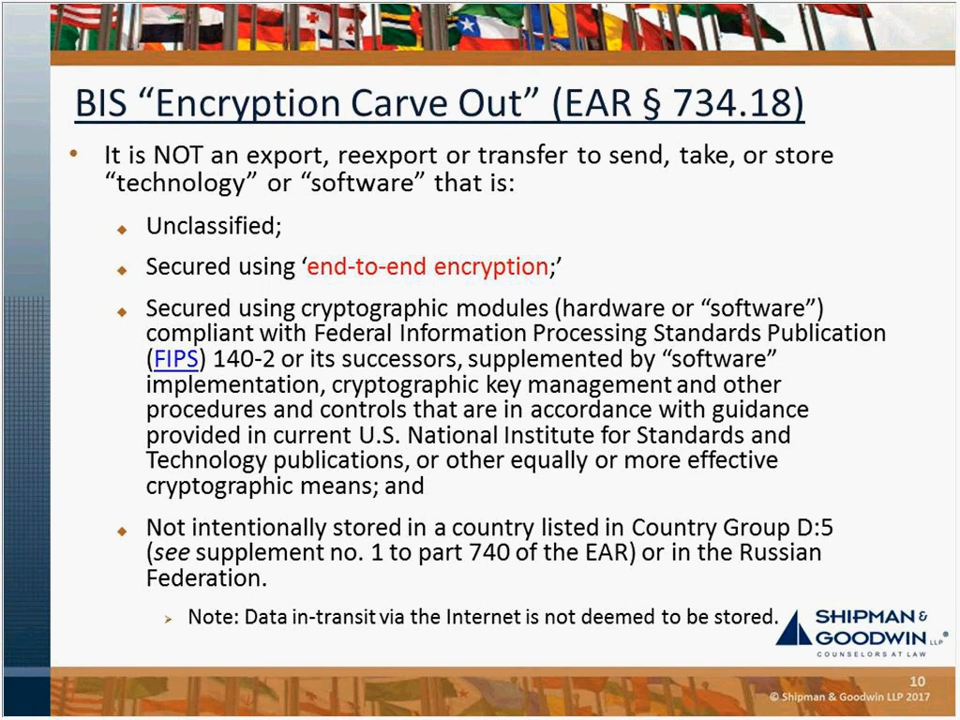 BIS “Encryption Carve Out” (EAR § 734.18)
• It is NOT an export, reexport or transfer to send, take, or store
“technology” or “software” that is:
◆ Unclassified;
◆ Secured using ‘end-to-end encryption;’
◆ Secured using cryptographic modules (hardware or “software”)
compliant with Federal Information Processing Standards Publication
(FIPS) 140-2 or its successors, supplemented by “software”
implementation, cryptographic key management and other
procedures and controls that are in accordance with guidance
provided in current U.S. National Institute for Standards and
Technology publications, or other equally or more effective
cryptographic means; and
◆ Not intentionally stored in a country listed in Country Group D:5
(see supplement no. 1 to part 740 of the EAR) or in the Russian
Federation.
➢ Note: Data in-transit via the Internet is not deemed to be stored.
SHIPMAN &
GOODWIN LLP®
COUNSELORS AT LAW
10
© Shipman & Goodwin LLP 2017